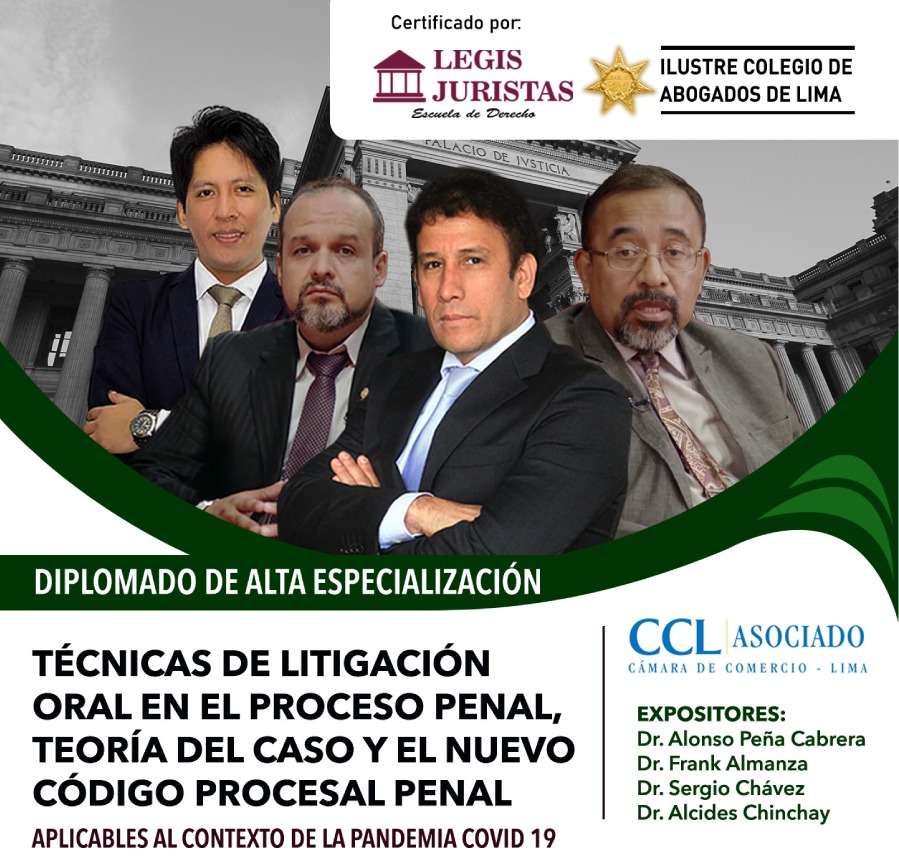 Certificado por:
LEGIS
JURISTAS
Escuela de Derecho
ILUSTRE COLEGIO DE
ABOGADOS DE LIMA
PALACIO DE JVSTICIA
DIPLOMADO DE ALTA ESPECIALIZACIÓN
TÉCNICAS DE LITIGACIÓN
ORAL EN EL PROCESO PENAL,
TEORÍA DEL CASO Y EL NUEVO
CÓDIGO PROCESAL PENAL
APLICABLES AL CONTEXTO DE LA PANDEMIA COVID 19
CCL ASOCIADO
CÁMARA DE COMERCIO - LIMA
EXPOSITORES:
Dr. Alonso Peña Cabrera
Dr. Frank Almanza
Dr. Sergio Chávez
Dr. Alcides Chinchay